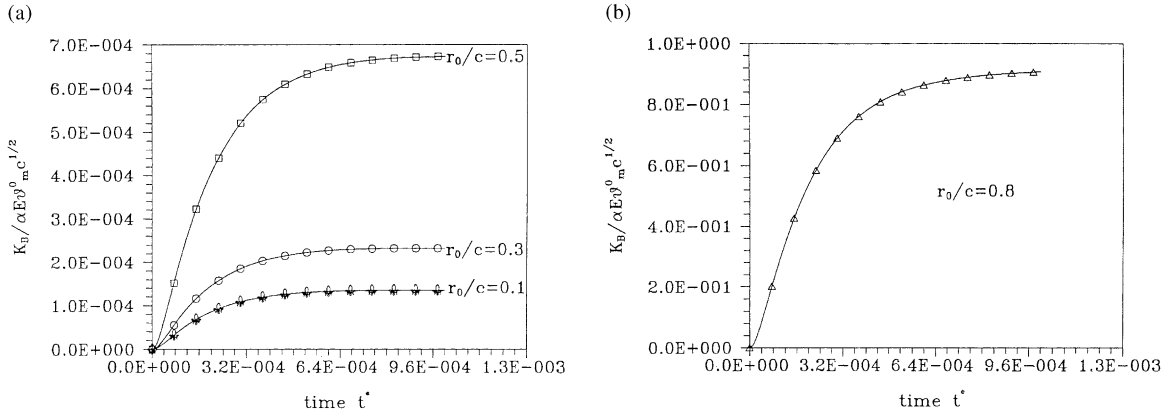 (a)
7.0E−004
6.0E−004
5.0E−004
4.0E−004
3.0E−004
2.0E−004
1.0E−004
0.0E+000
K_B/αEϑ⁰_m c^1/2
r₀/c=0.5
r₀/c=0.3
r₀/c=0.1
0.0E+000 3.2E−004 6.4E−004 9.6E−004 1.3E−003
time t*
(b)
1.0E+000
8.0E−001
6.0E−001
4.0E−001
2.0E−001
0.0E+000
K_B/αEϑ⁰_m c^1/2
r₀/c=0.8
0.0E+000 3.2E−004 6.4E−004 9.6E−004 1.3E−003
time t*